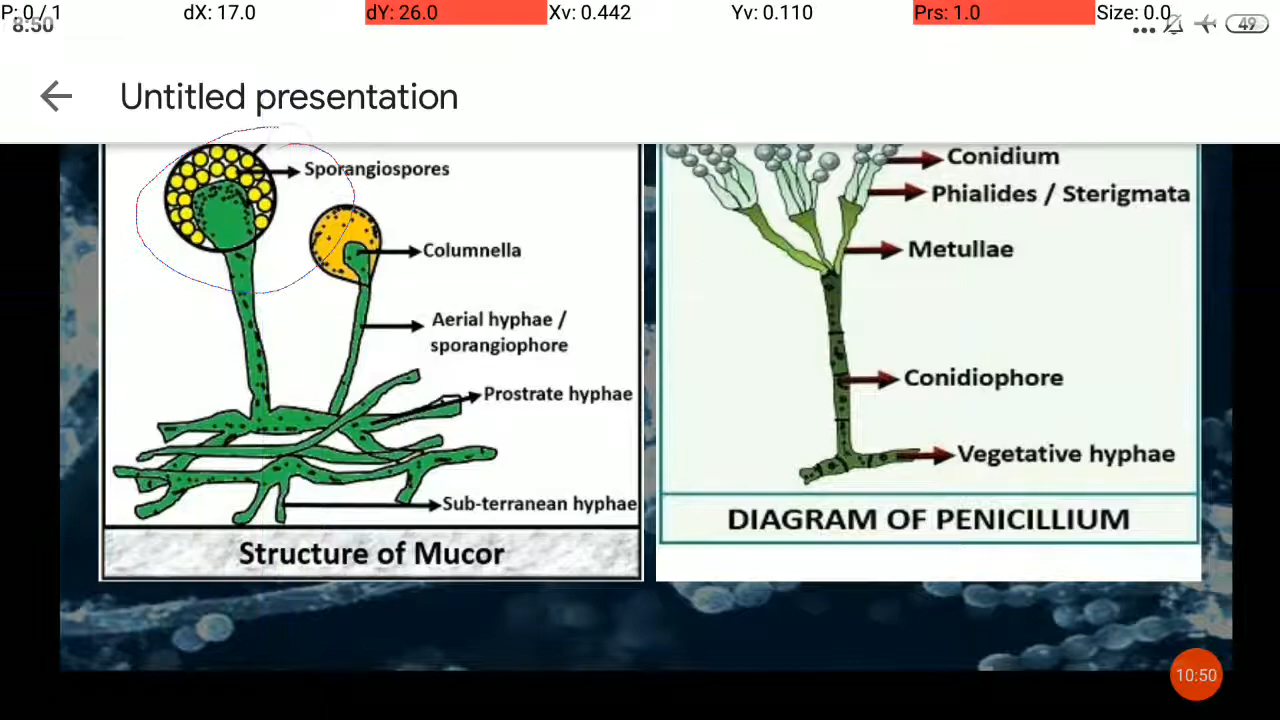 P: 0 / 1 dX: 17.0 dY: 26.0 Xv: 0.442 Yv: 0.110 Prs: 1.0 Size: 0.0
8:50 49
Untitled presentation
Sporangiospores
Columnella
Aerial hyphae /
sporangiophore
Prostrate hyphae
Sub-terranean hyphae
Structure of Mucor
Conidium
Phialides / Sterigmata
Metullae
Conidiophore
Vegetative hyphae
DIAGRAM OF PENICILLIUM
10:50